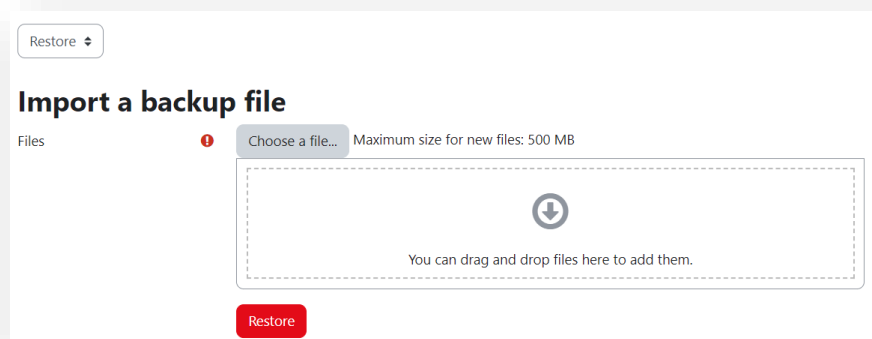 Restore
Import a backup file
Files
Choose a file... Maximum size for new files: 500 MB
You can drag and drop files here to add them.
Restore